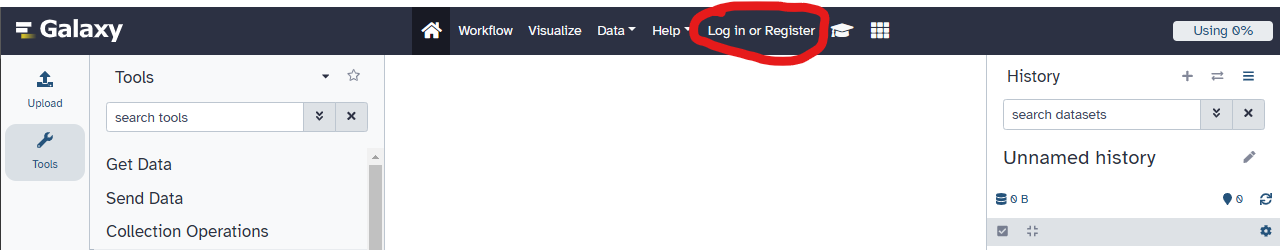 Galaxy
Workflow Visualize Data Help Log in or Register
Using 0%
Upload
Tools
Tools
search tools
Get Data
Send Data
Collection Operations
History
search datasets
Unnamed history
0 B 0